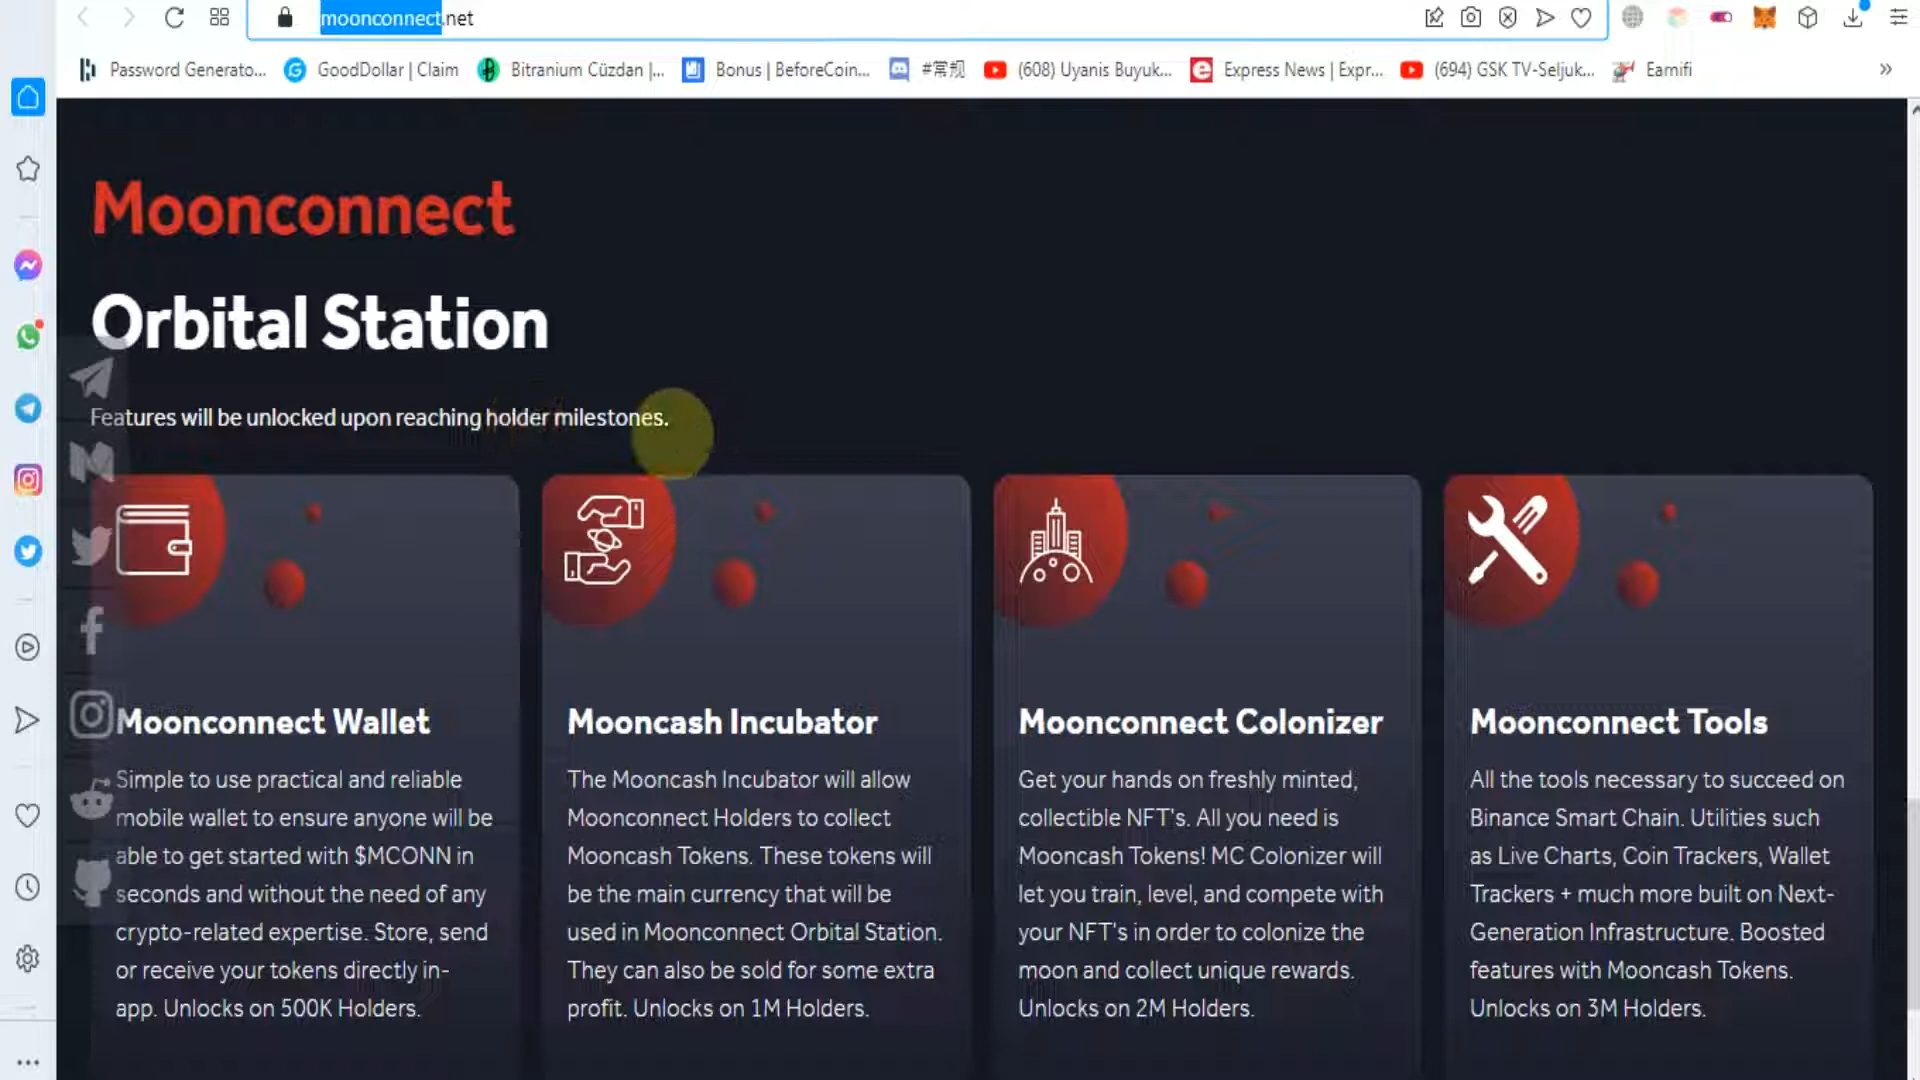 moonconnect.net
Password Generato...
GoodDollar | Claim
Bitranium Cüzdan |...
Bonus | BeforeCoin...
#常规
(608) Uyanis Buyuk...
Express News | Expr...
(694) GSK TV-Seljuk...
Earnifi
Moonconnect
Orbital Station
Features will be unlocked upon reaching holder milestones.
Moonconnect Wallet
Simple to use practical and reliable
mobile wallet to ensure anyone will be
able to get started with $MCONN in
seconds and without the need of any
crypto-related expertise. Store, send
or receive your tokens directly in-
app. Unlocks on 500K Holders.
Mooncash Incubator
The Mooncash Incubator will allow
Moonconnect Holders to collect
Mooncash Tokens. These tokens will
be the main currency that will be
used in Moonconnect Orbital Station.
They can also be sold for some extra
profit. Unlocks on 1M Holders.
Moonconnect Colonizer
Get your hands on freshly minted,
collectible NFT's. All you need is
Mooncash Tokens! MC Colonizer will
let you train, level, and compete with
your NFT's in order to colonize the
moon and collect unique rewards.
Unlocks on 2M Holders.
Moonconnect Tools
All the tools necessary to succeed on
Binance Smart Chain. Utilities such
as Live Charts, Coin Trackers, Wallet
Trackers + much more built on Next-
Generation Infrastructure. Boosted
features with Mooncash Tokens.
Unlocks on 3M Holders.